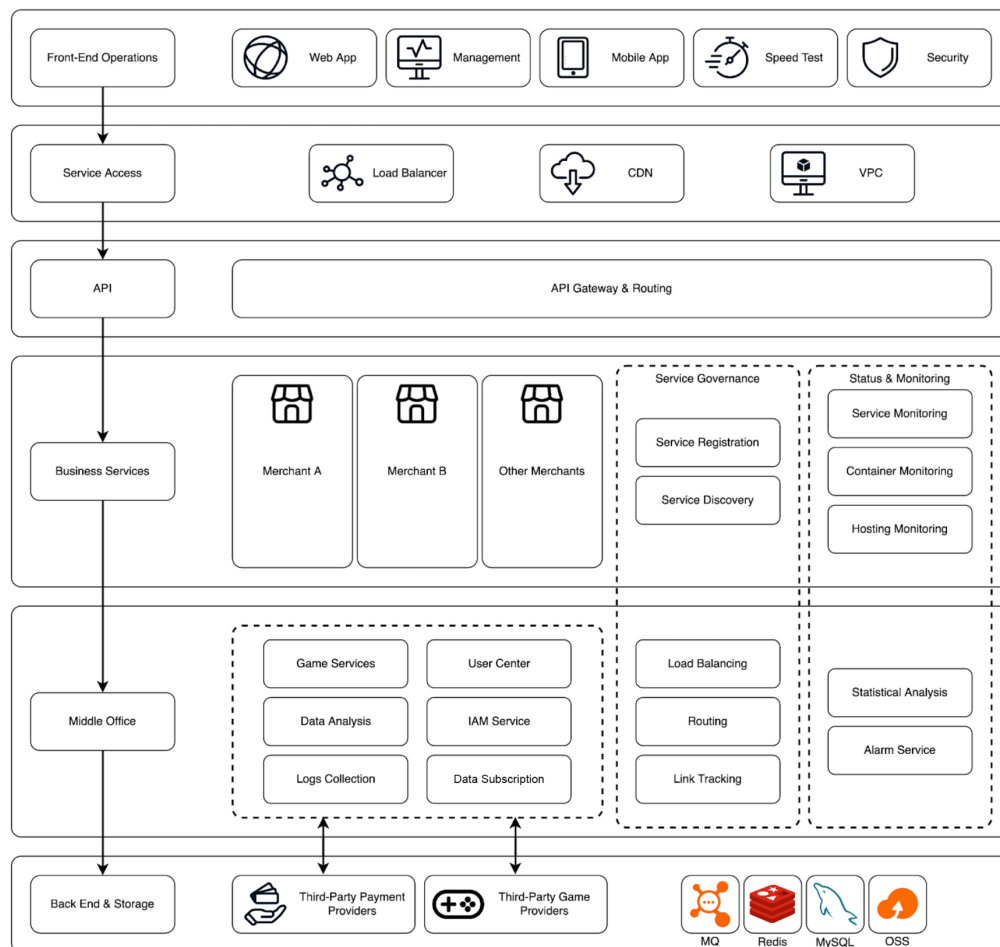 Front-End Operations
Web App
Management
Mobile App
Speed Test
Security
Service Access
Load Balancer
CDN
VPC
API
API Gateway & Routing
Business Services
Merchant A
Merchant B
Other Merchants
Service Governance
Service Registration
Service Discovery
Status & Monitoring
Service Monitoring
Container Monitoring
Hosting Monitoring
Middle Office
Game Services
User Center
Data Analysis
IAM Service
Logs Collection
Data Subscription
Load Balancing
Routing
Link Tracking
Statistical Analysis
Alarm Service
Back End & Storage
Third-Party Payment
Providers
Third-Party Game
Providers
MQ
Redis
MySQL
OSS